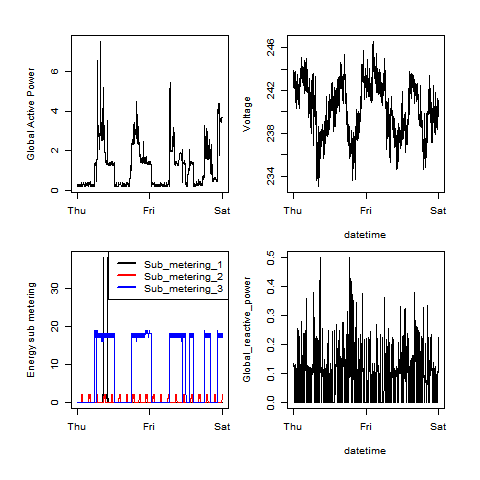 Global Active Power
6
4
2
0
Thu
Fri
Sat
Voltage
246
242
238
234
Thu
Fri
Sat
datetime
Energy sub metering
30
20
10
0
Sub_metering_1
Sub_metering_2
Sub_metering_3
Thu
Fri
Sat
Global_reactive_power
0.5
0.4
0.3
0.2
0.1
0.0
Thu
Fri
Sat
datetime